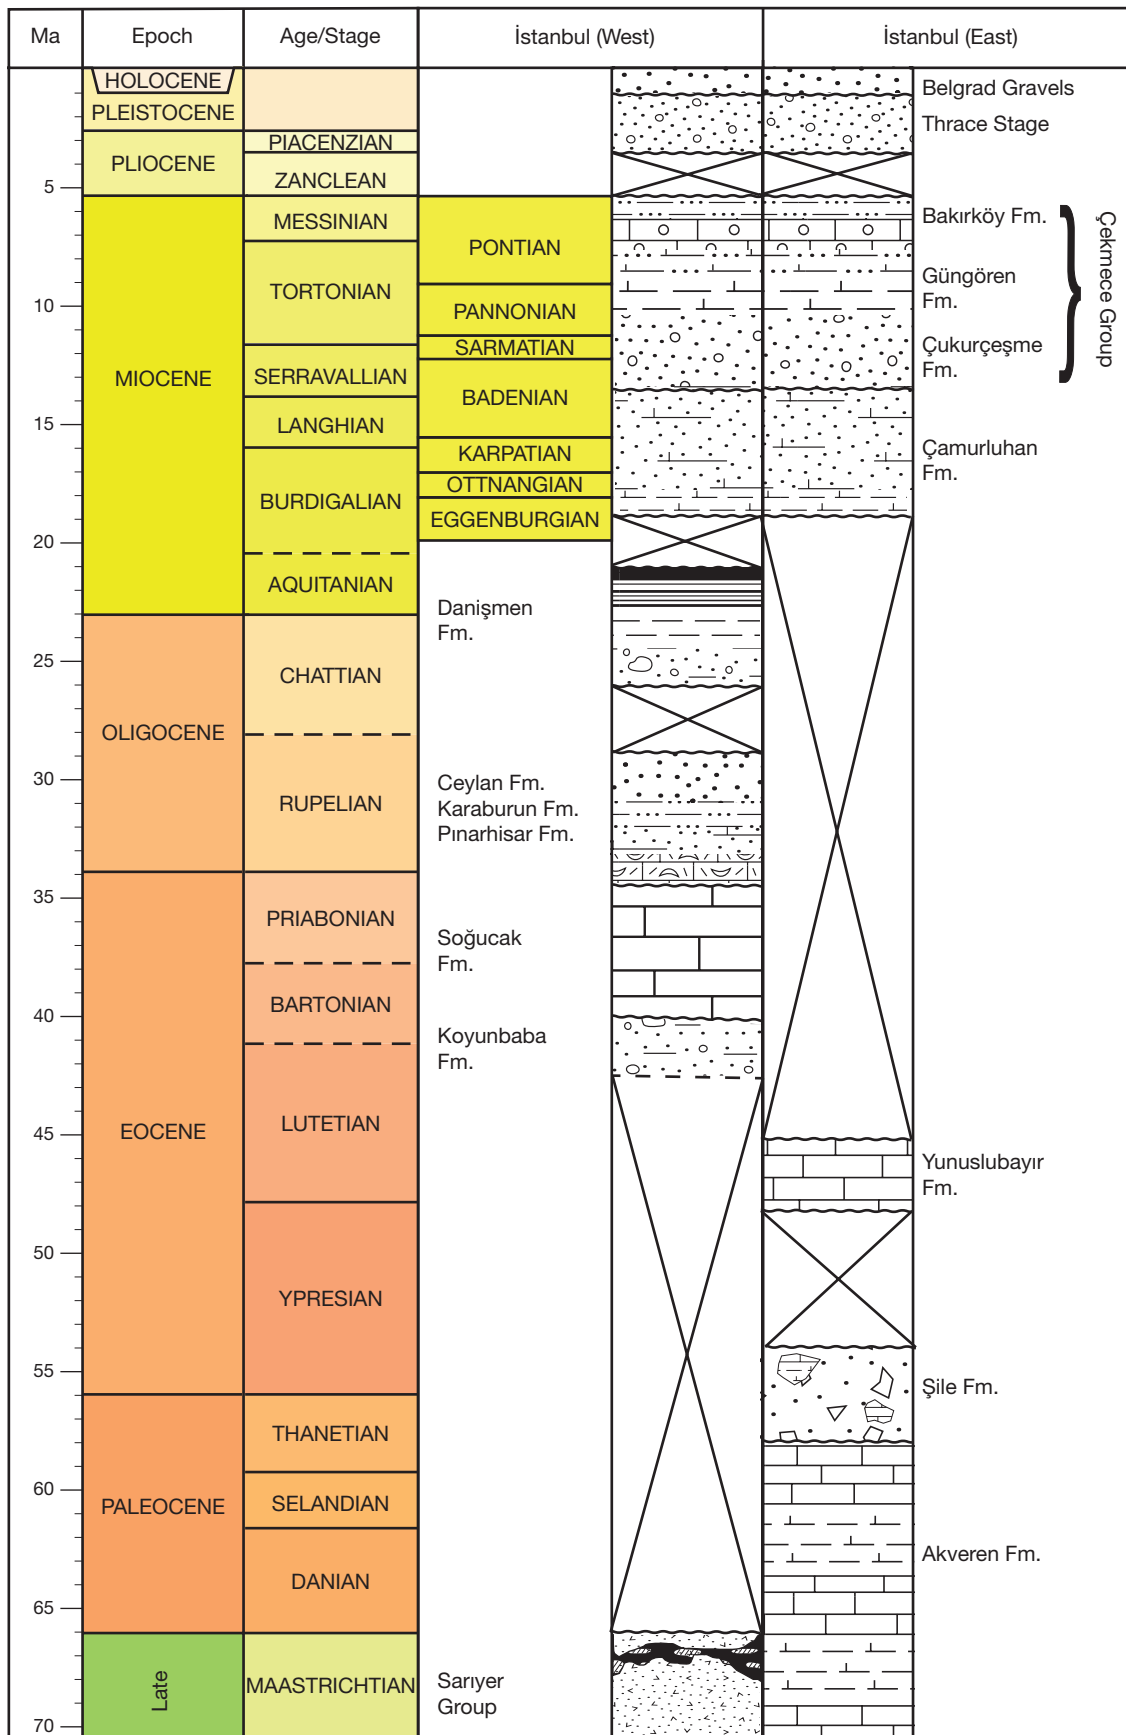 Ma
Epoch
Age/Stage
İstanbul (West)
İstanbul (East)
HOLOCENE
PLEISTOCENE
PLIOCENE
MIOCENE
OLIGOCENE
EOCENE
PALEOCENE
Late
PIACENZIAN
ZANCLEAN
MESSINIAN
TORTONIAN
SERRAVALLIAN
LANGHIAN
BURDIGALIAN
AQUITANIAN
CHATTIAN
RUPELIAN
PRIABONIAN
BARTONIAN
LUTETIAN
YPRESIAN
THANETIAN
SELANDIAN
DANIAN
MAASTRICHTIAN
PONTIAN
PANNONIAN
SARMATIAN
BADENIAN
KARPATIAN
OTTNANGIAN
EGGENBURGIAN
Danişmen
Fm.
Ceylan Fm.
Karaburun Fm.
Pınarhisar Fm.
Soğucak
Fm.
Koyunbaba
Fm.
Sarıyer
Group
Belgrad Gravels
Thrace Stage
Bakırköy Fm.
Güngören
Fm.
Çukurçeşme
Fm.
Çekmece Group
Çamurluhan
Fm.
Yunuslubayır
Fm.
Şile Fm.
Akveren Fm.
5
10
15
20
25
30
35
40
45
50
55
60
65
70